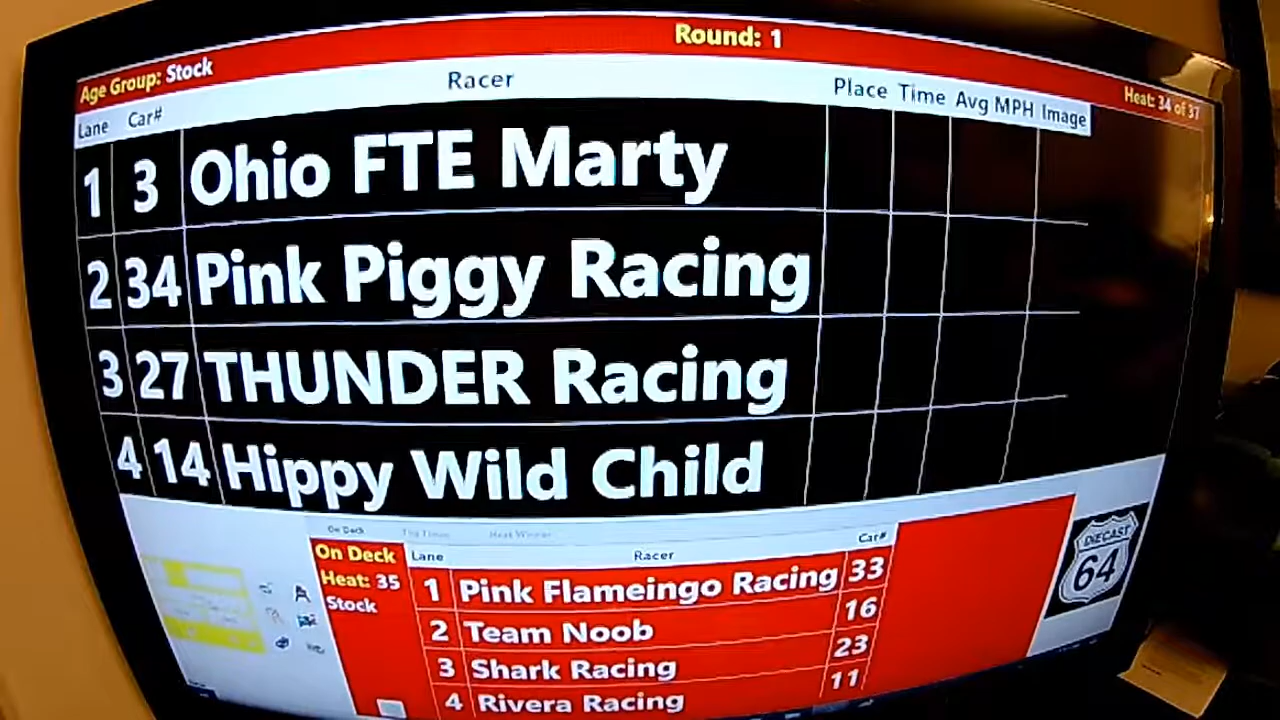 Age Group: Stock Round: 1 Heat: 34 of 37
Lane Car# Racer Place Time Avg MPH Image
1 3 Ohio FTE Marty
2 34 Pink Piggy Racing
3 27 THUNDER Racing
4 14 Hippy Wild Child
On Deck
Heat: 35
Stock
Lane Racer Car#
1 Pink Flameingo Racing 33
2 Team Noob 16
3 Shark Racing 23
4 Rivera Racing 11
DIECAST
64